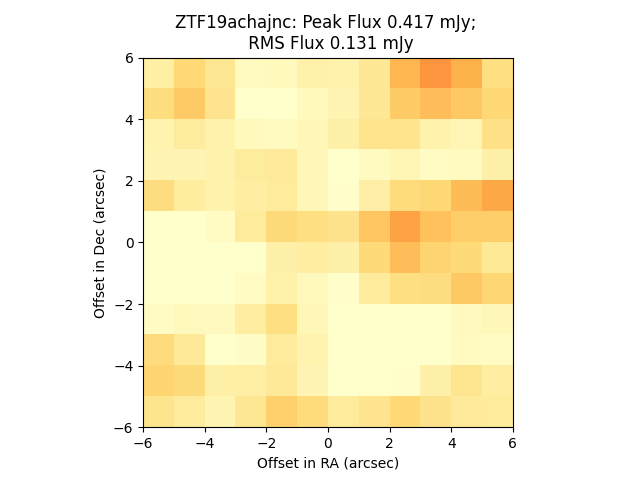 ZTF19achajnc: Peak Flux 0.417 mJy;
RMS Flux 0.131 mJy
6
4
2
0
−2
−4
−6
Offset in Dec (arcsec)
−6 −4 −2 0 2 4 6
Offset in RA (arcsec)